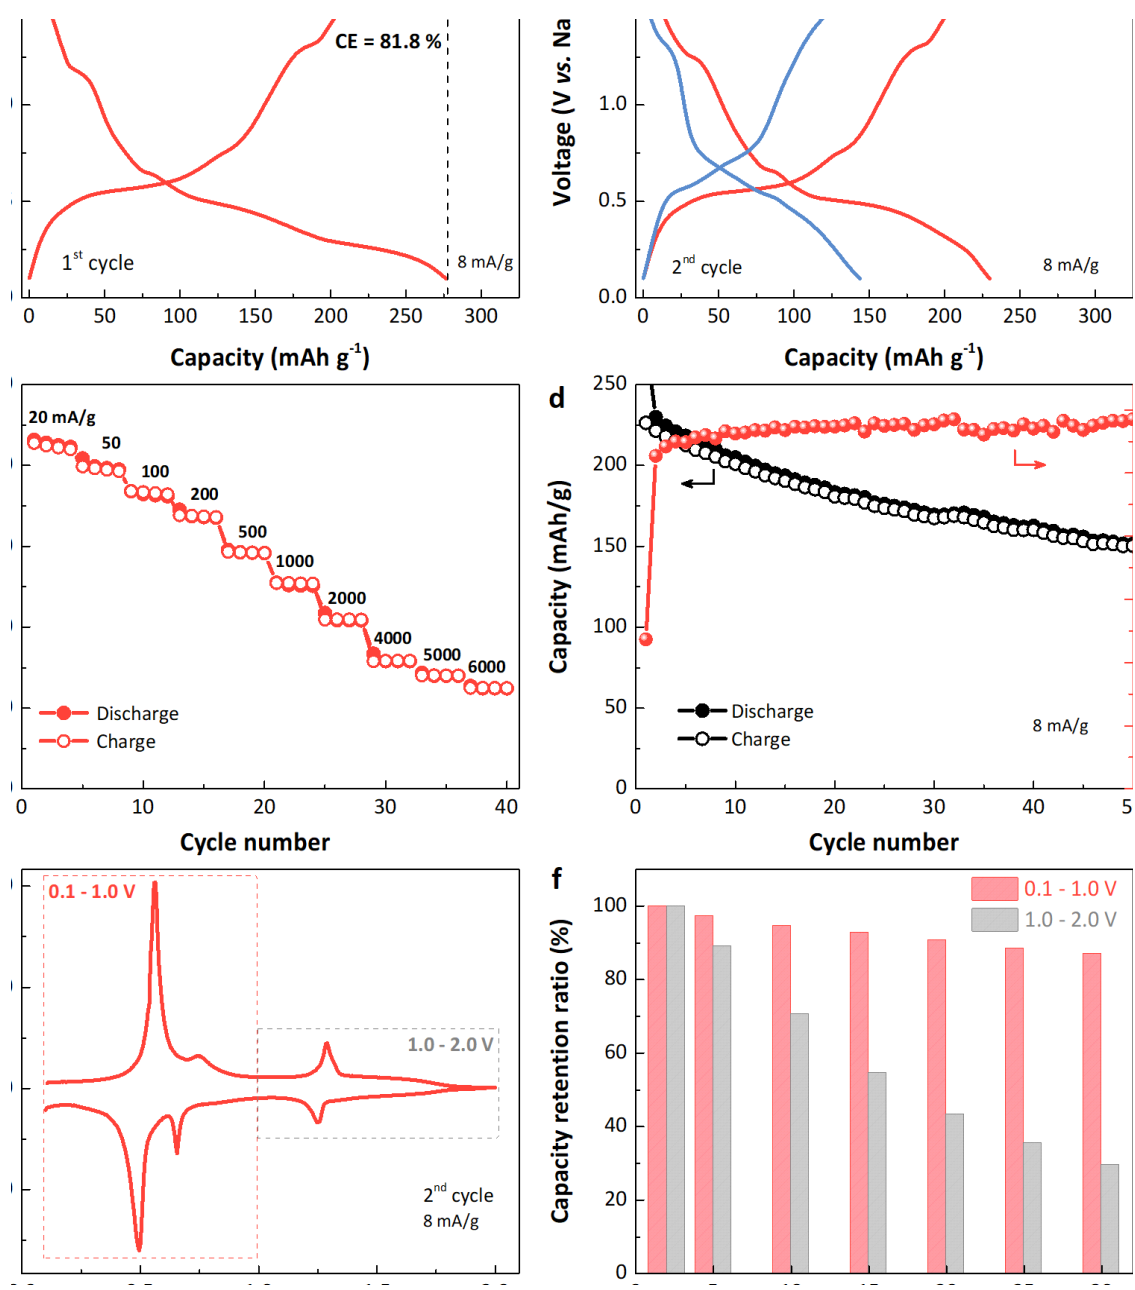 CE = 81.8 %
1st cycle
8 mA/g
0 50 100 150 200 250 300
Capacity (mAh g-1)
Voltage (V vs. Na
1.0
0.5
0.0
2nd cycle
8 mA/g
0 50 100 150 200 250 300
Capacity (mAh g-1)
20 mA/g
50
100
200
500
1000
2000
4000
5000
6000
Discharge
Charge
0 10 20 30 40
Cycle number
d
Capacity (mAh/g)
250
200
150
100
50
0
Discharge
Charge
8 mA/g
0 10 20 30 40 5
Cycle number
0.1 - 1.0 V
1.0 - 2.0 V
2nd cycle
8 mA/g
f
Capacity retention ratio (%)
100
80
60
40
20
0
0.1 - 1.0 V
1.0 - 2.0 V